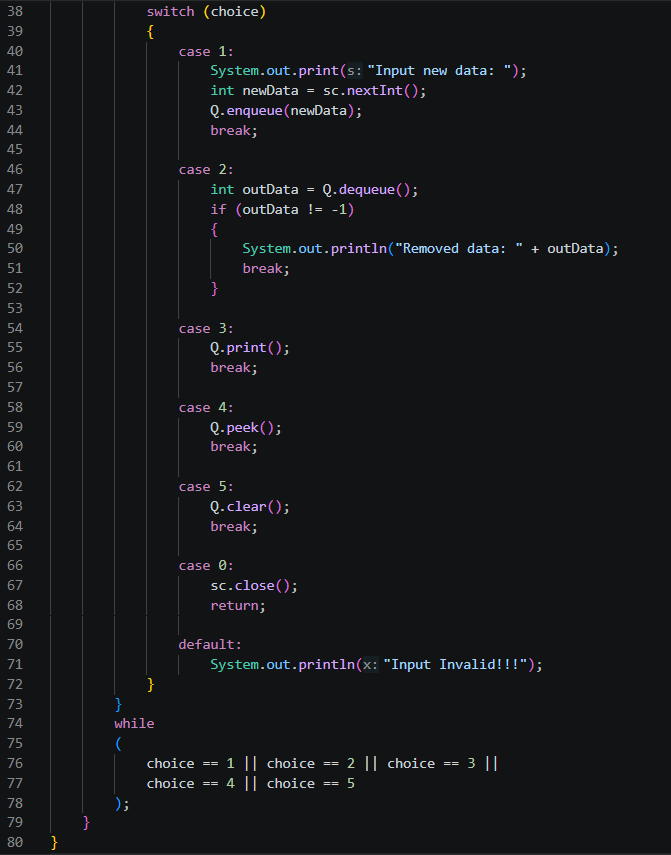 38 switch (choice)
39 {
40 case 1:
41 System.out.print(s: "Input new data: ");
42 int newData = sc.nextInt();
43 Q.enqueue(newData);
44 break;
45
46 case 2:
47 int outData = Q.dequeue();
48 if (outData != -1)
49 {
50 System.out.println("Removed data: " + outData);
51 break;
52 }
53
54 case 3:
55 Q.print();
56 break;
57
58 case 4:
59 Q.peek();
60 break;
61
62 case 5:
63 Q.clear();
64 break;
65
66 case 0:
67 sc.close();
68 return;
69
70 default:
71 System.out.println(x: "Input Invalid!!!");
72 }
73 }
74 while
75 (
76 choice == 1 || choice == 2 || choice == 3 ||
77 choice == 4 || choice == 5
78 );
79 }
80 }